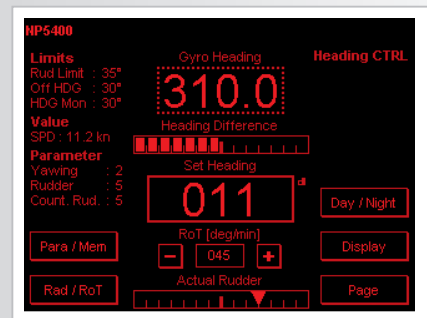 NP5400
Limits
Rud Limit : 35°
Off HDG : 30°
HDG Mon : 30°
Value
SPD : 11.2 kn
Parameter
Yawing : 2
Rudder : 5
Count. Rud. : 5
Para / Mem
Rad / RoT
Gyro Heading
310.0
Heading Difference
Set Heading
011
RoT [deg/min]
− 045 +
Actual Rudder
Heading CTRL
Day / Night
Display
Page